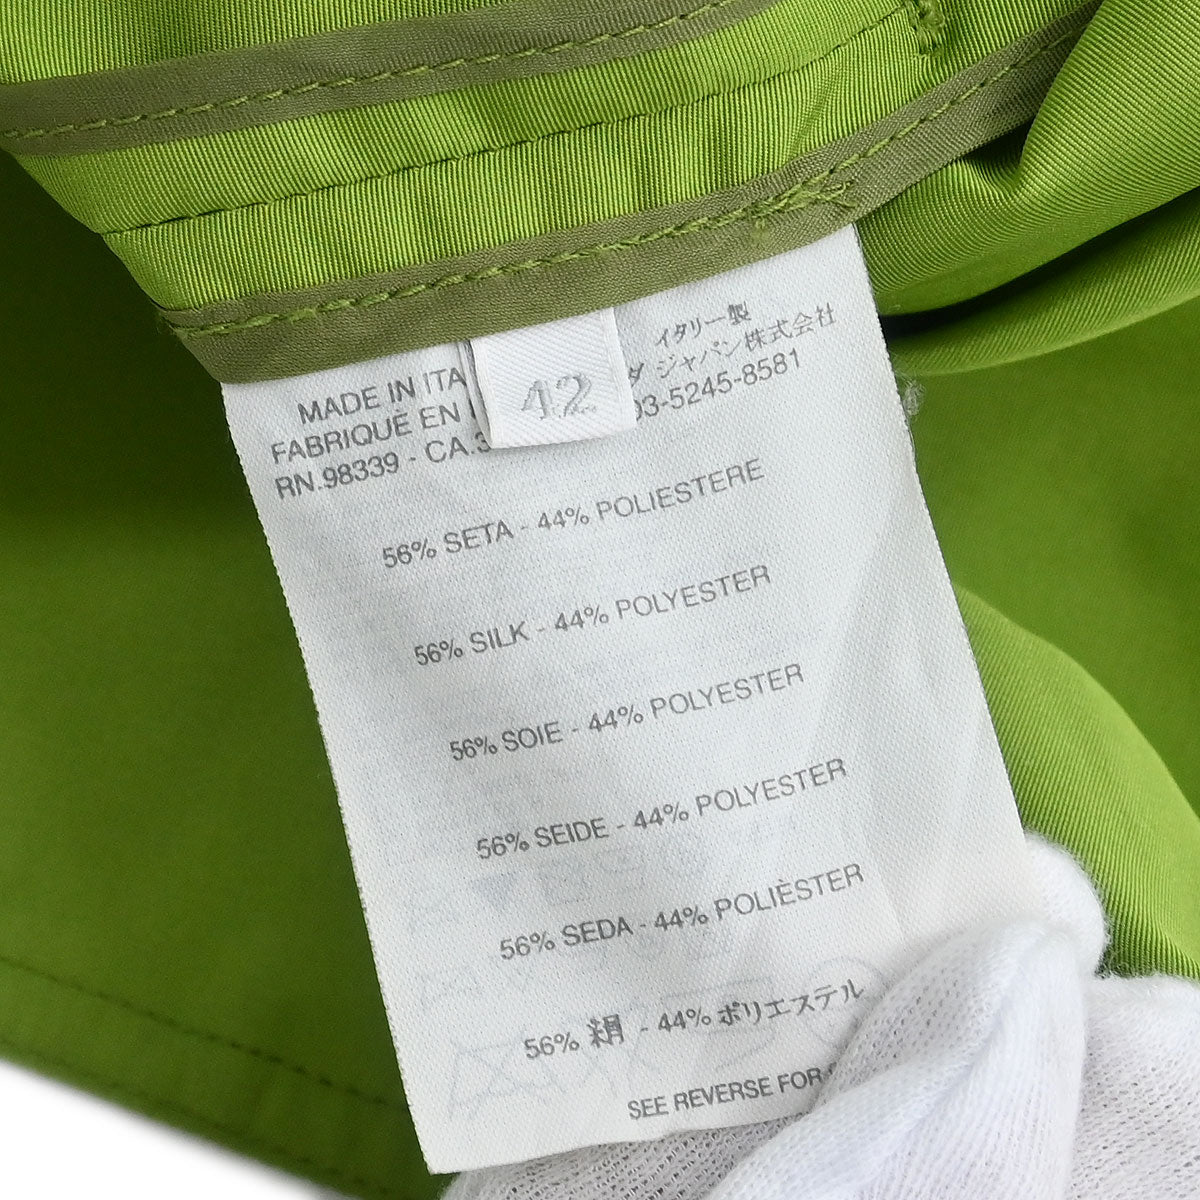 MADE IN ITA
イタリー製
FABRIQUÉ EN
ダ ジャパン株式会社
RN.98339 - CA.3
03-5245-8581
42
56% SETA - 44% POLIESTERE
56% SILK - 44% POLYESTER
56% SOIE - 44% POLYESTER
56% SEIDE - 44% POLYESTER
56% SEDA - 44% POLIÈSTER
56% 絹 - 44% ポリエステル
SEE REVERSE FOR